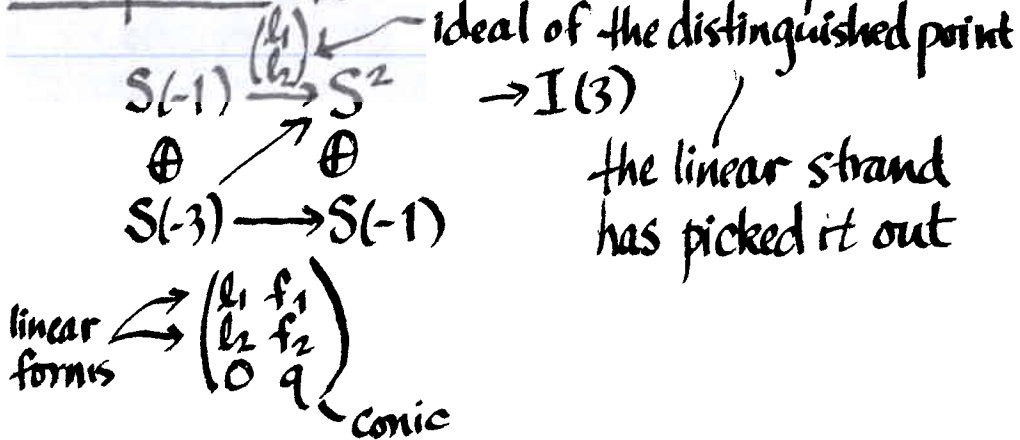 ideal of the distinguished point
(l₁ l₂)
S(-1) → S² → I(3)
⊕ ⊕
the linear strand
S(-3) → S(-1)
has picked it out
linear forms
(l₁ f₁
l₂ f₂
0 q)
conic